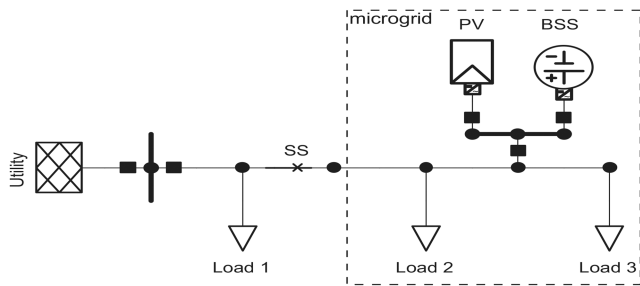 microgrid
PV
BSS
Utility
SS
Load 1
Load 2
Load 3